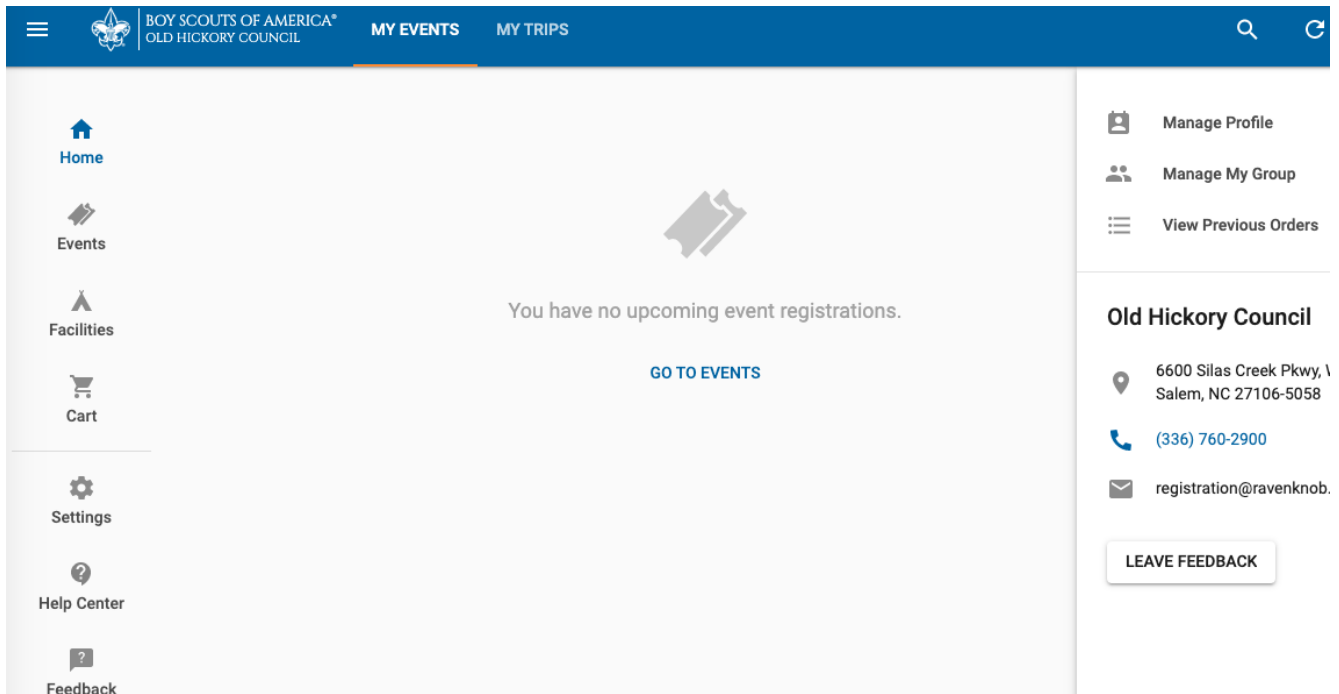 BOY SCOUTS OF AMERICA®
OLD HICKORY COUNCIL
MY EVENTS
MY TRIPS
Home
Events
Facilities
Cart
Settings
Help Center
Feedback
You have no upcoming event registrations.
GO TO EVENTS
Manage Profile
Manage My Group
View Previous Orders
Old Hickory Council
6600 Silas Creek Pkwy,
Salem, NC 27106-5058
(336) 760-2900
registration@ravenknob.
LEAVE FEEDBACK